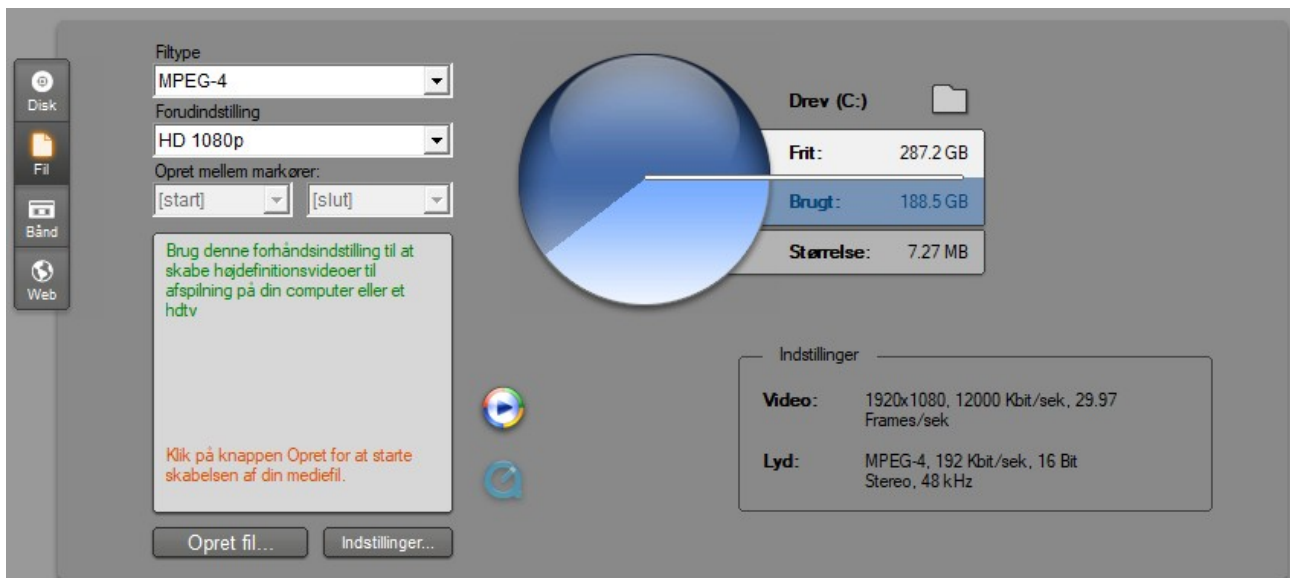 Disk
Fil
Bånd
Web
Filtype
MPEG-4
Forudindstilling
HD 1080p
Opret mellem markører:
[start] [slut]
Brug denne forhåndsindstilling til at
skabe højdefinitionsvideoer til
afspilning på din computer eller et
hdtv
Klik på knappen Opret for at starte
skabelsen af din mediefil.
Opret fil... Indstillinger...
Drev (C:)
Frit: 287.2 GB
Brugt: 188.5 GB
Størrelse: 7.27 MB
Indstillinger
Video: 1920x1080, 12000 Kbit/sek, 29.97
Frames/sek
Lyd: MPEG-4, 192 Kbit/sek, 16 Bit
Stereo, 48 kHz